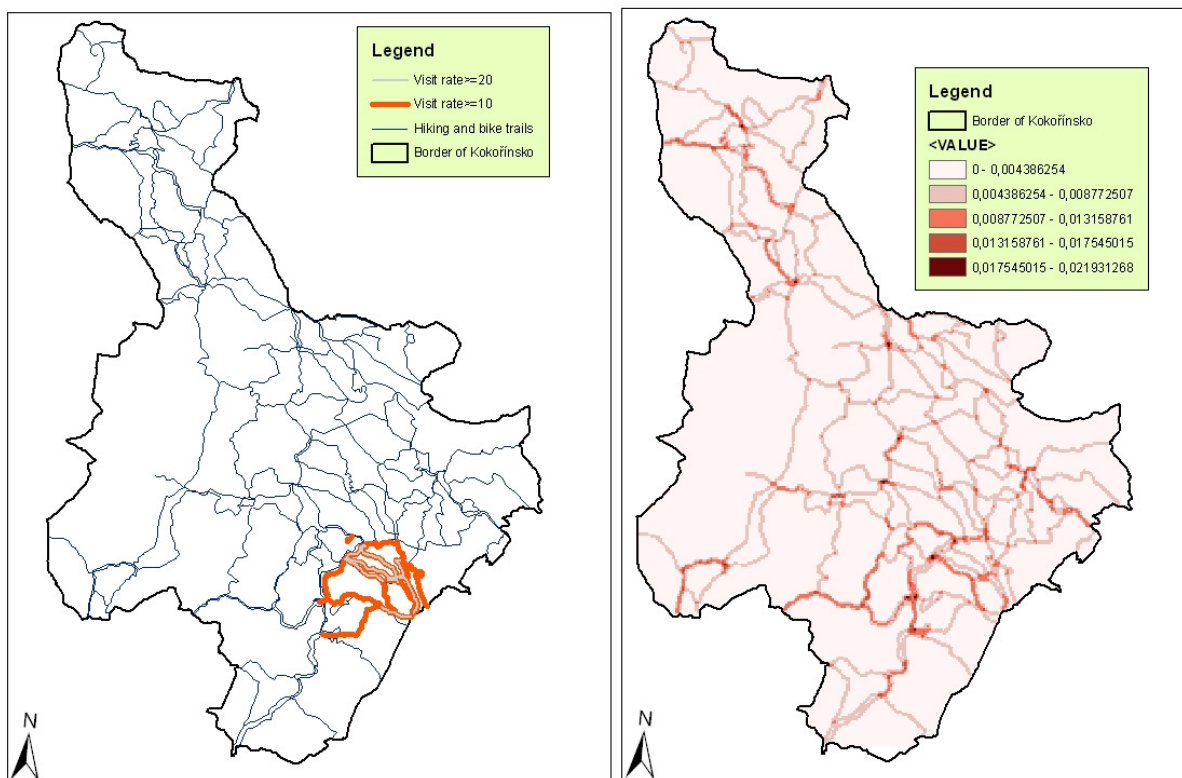 Legend
Visit rate>=20
Visit rate>=10
Hiking and bike trails
Border of Kokořínsko
N
Legend
Border of Kokořínsko
<VALUE>
0 - 0,004386254
0,004386254 - 0,008772507
0,008772507 - 0,013158761
0,013158761 - 0,017545015
0,017545015 - 0,021931268
N